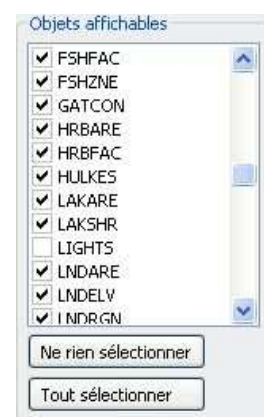 Objets affichables
FSHFAC
FSHZNE
GATCON
HRBARE
HRBFAC
HULKES
LAKARE
LAKSHR
LIGHTS
LNDARE
LNDELV
LNDRGN
Ne rien sélectionner
Tout sélectionner